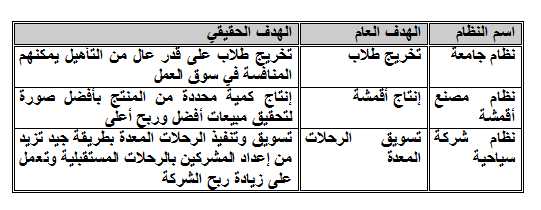 اسم النظام الهدف العام الهدف الحقيقي
نظام جامعة تخريج طلاب تخريج طلاب على قدر عال من التأهيل يمكنهم
المنافسة في سوق العمل
نظام مصنع إنتاج أقمشة إنتاج كمية محددة من المنتج بأفضل صورة
أقمشة لتحقيق مبيعات أفضل وربح أعلى
نظام شركة تسويق الرحلات تسويق وتنفيذ الرحلات المعدة بطريقة جيد تزيد
سياحية المعدة من إعداد المشركين بالرحلات المستقبلية وتعمل
على زيادة ربح الشركة